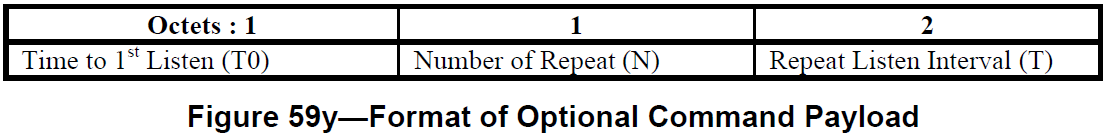 Octets : 1 1 2
Time to 1st Listen (T0) Number of Repeat (N) Repeat Listen Interval (T)
Figure 59y—Format of Optional Command Payload